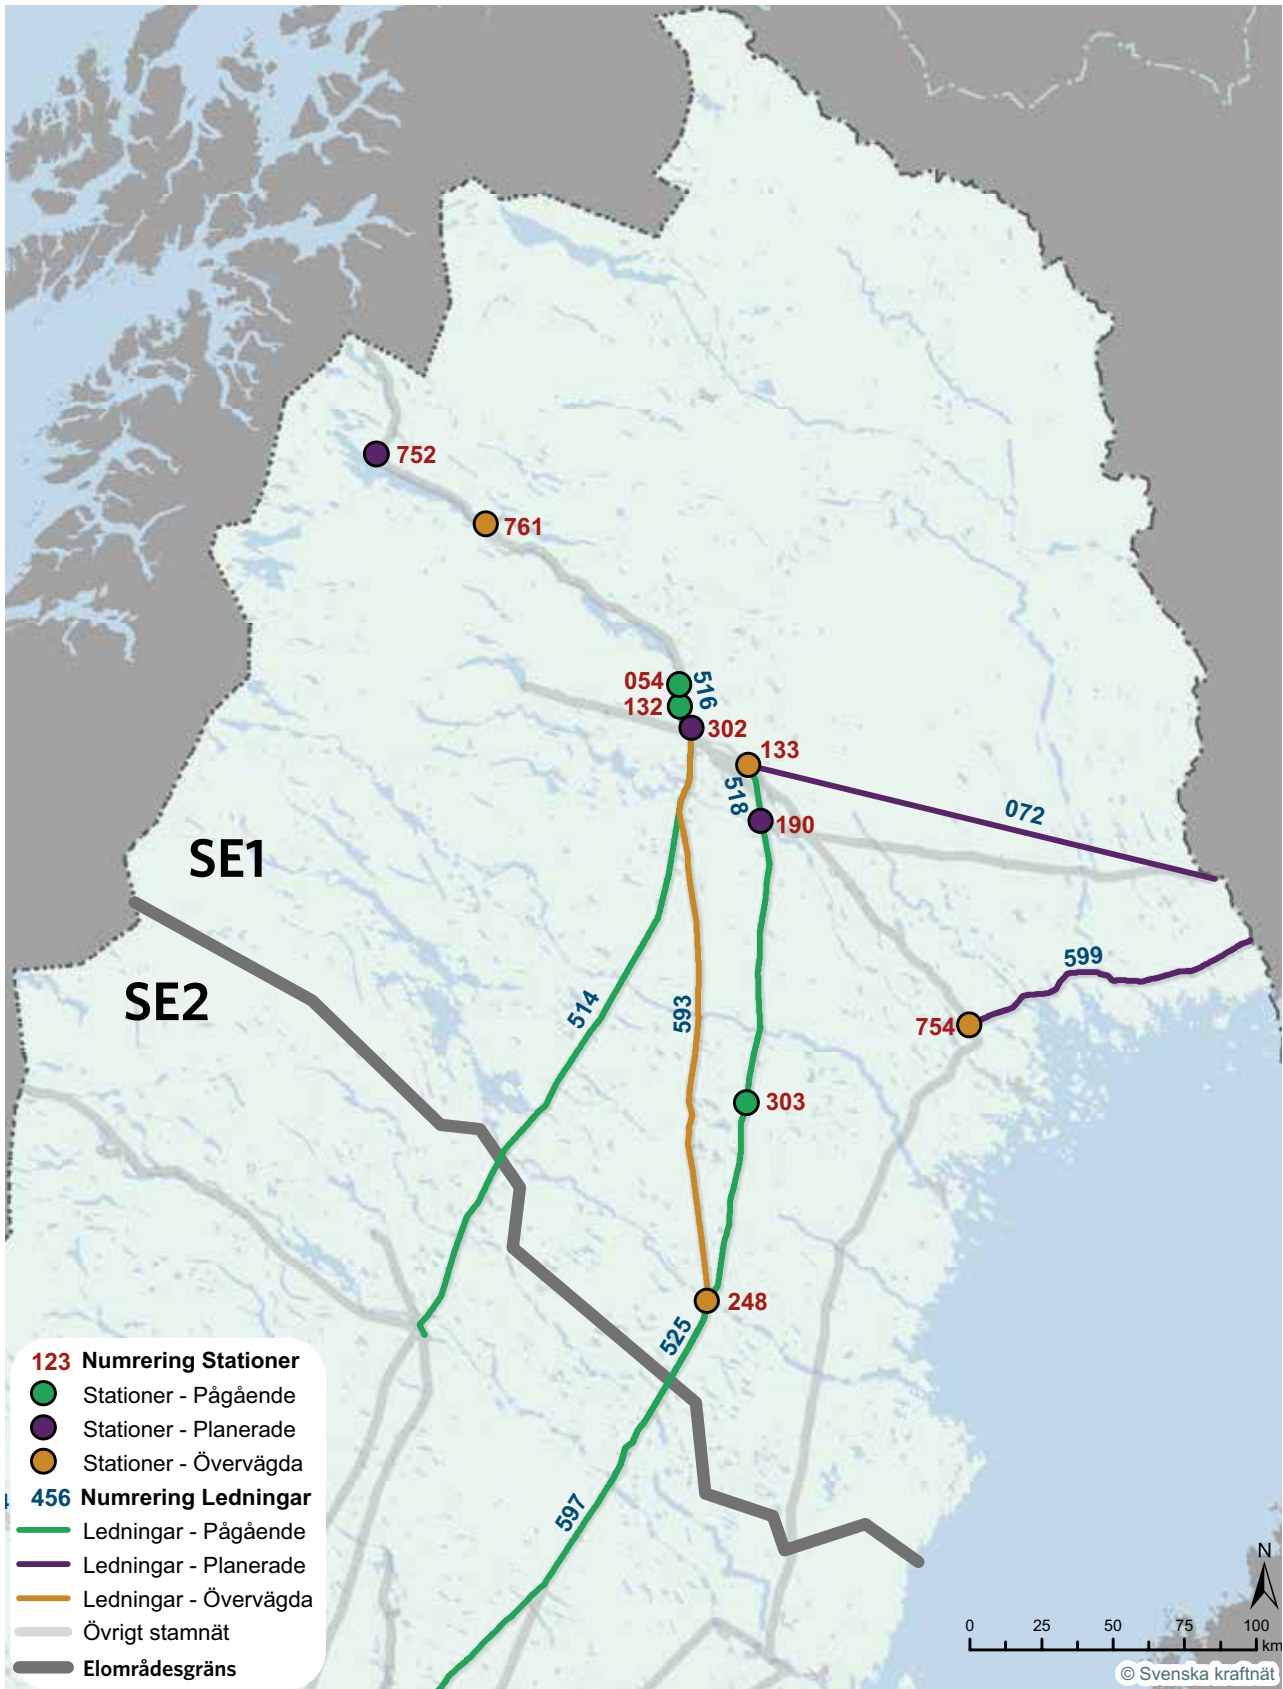 752
761
054
516
132
302
133
518
190
072
SE1
599
SE2
514
593
754
303
248
525
597
123 Numrering Stationer
Stationer - Pågående
Stationer - Planerade
Stationer - Övervägda
456 Numrering Ledningar
Ledningar - Pågående
Ledningar - Planerade
Ledningar - Övervägda
Övrigt stamnät
Elområdesgräns
N
0 25 50 75 100
km
© Svenska kraftnät